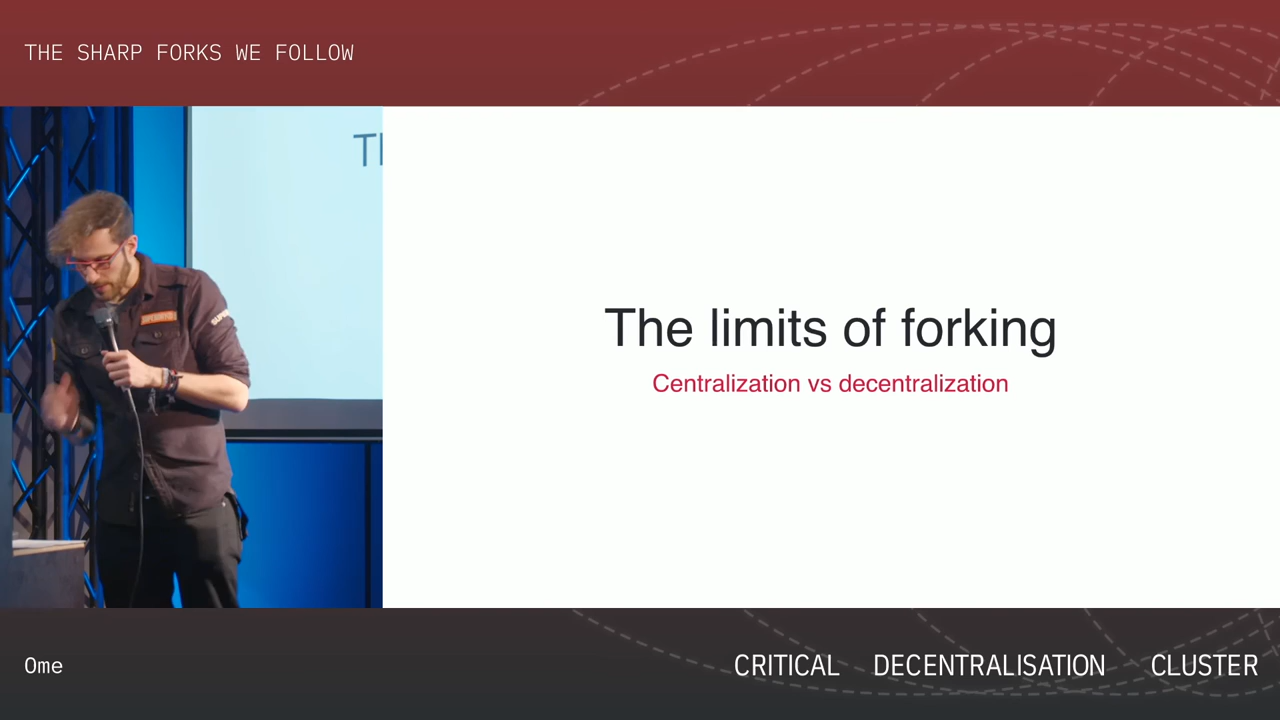 THE SHARP FORKS WE FOLLOW
The limits of forking
Centralization vs decentralization
Ome
CRITICAL DECENTRALISATION CLUSTER